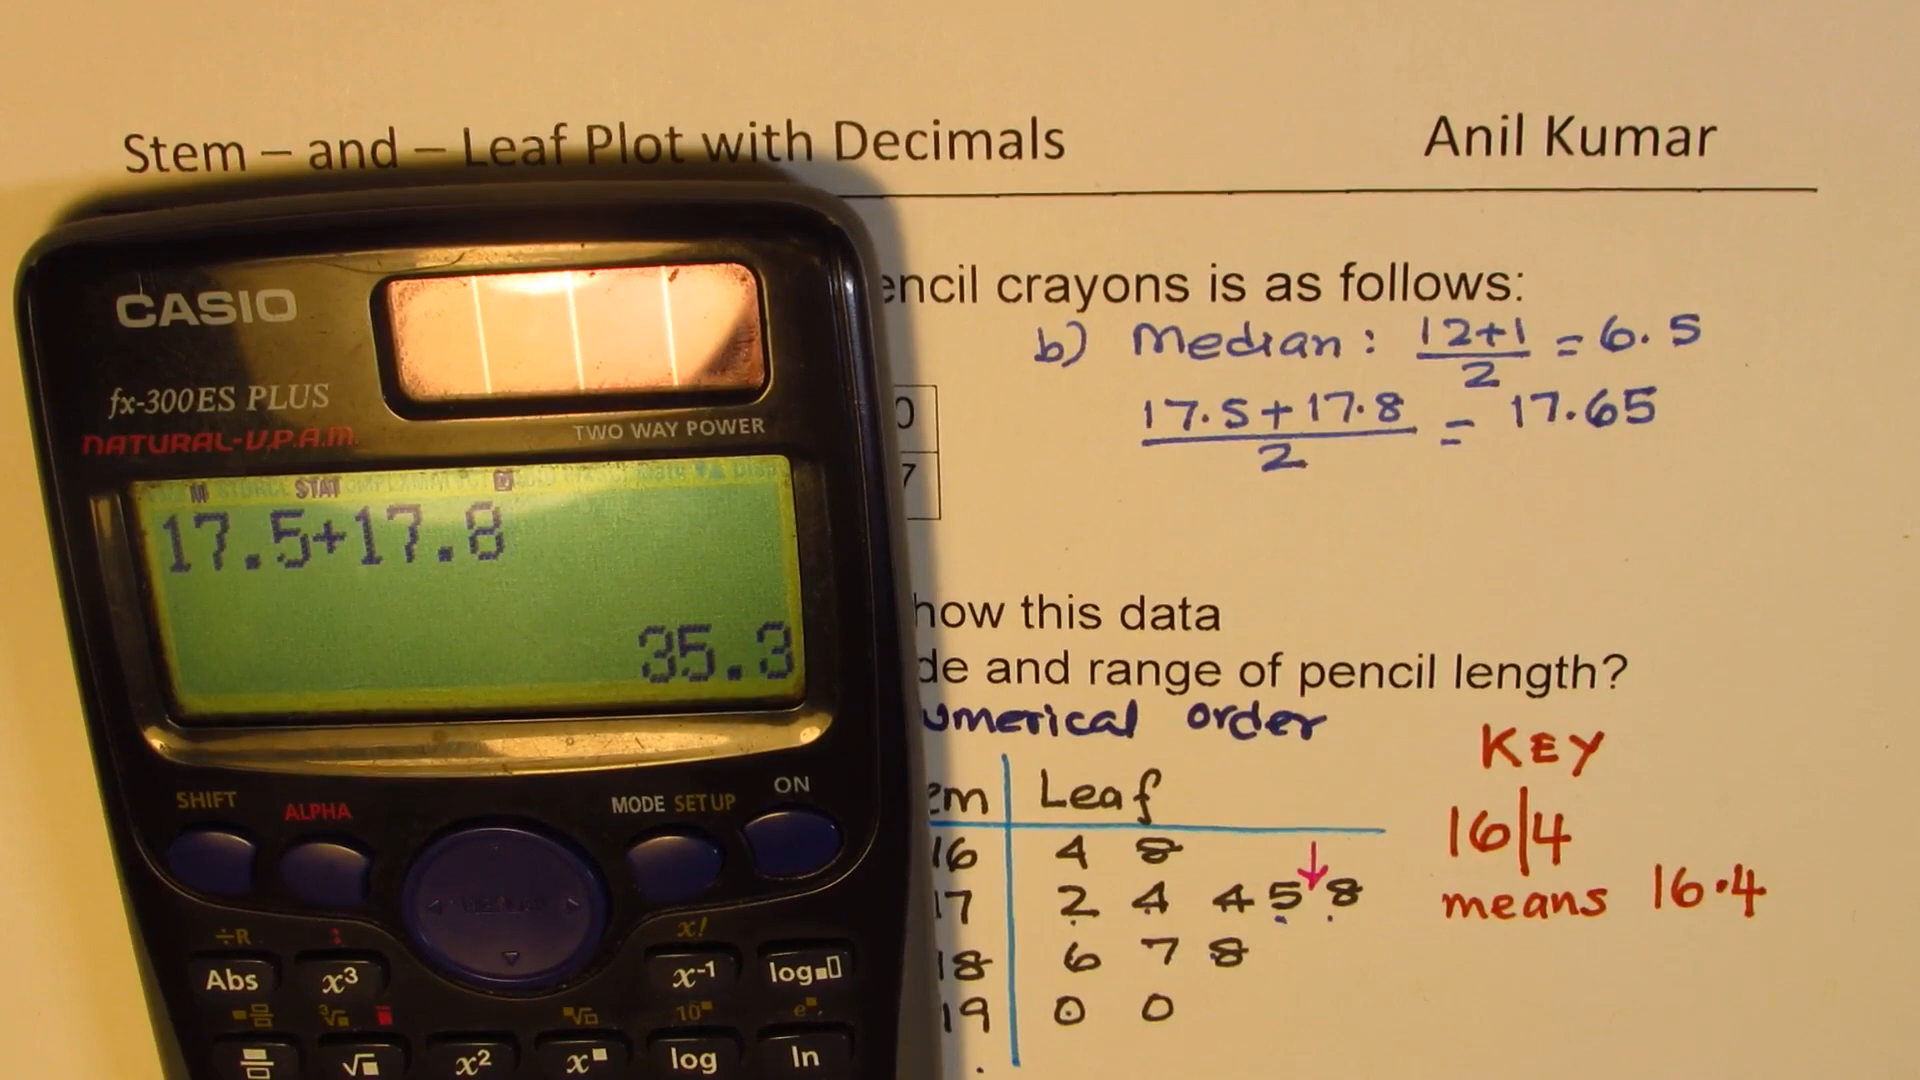 Stem – and – Leaf Plot with Decimals
Anil Kumar
encil crayons is as follows:
b) Median: 12+1 / 2 = 6.5
17.5+17.8 / 2 = 17.65
0
7
how this data
de and range of pencil length?
umerical order
em | Leaf
16 | 4 8
17 | 2 4 4 5 8
18 | 6 7 8
19 | 0 0
KEY
16|4
means 16.4
CASIO
fx-300ES PLUS
NATURAL-V.P.A.M.
TWO WAY POWER
M STAT D
17.5+17.8
35.3
SHIFT ALPHA MODE SETUP ON
÷R : x!
Abs x³ x⁻¹ log
³√ √ 10 e
√ x² x log ln